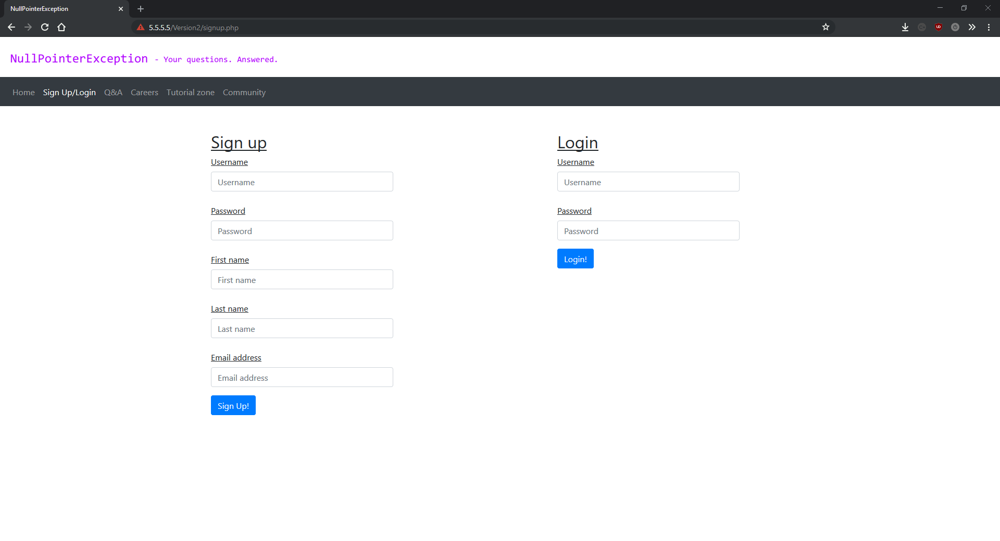 NullPointerException
5.5.5.5/Version2/signup.php
NullPointerException - Your questions. Answered.
Home Sign Up/Login Q&A Careers Tutorial zone Community
Sign up
Username
Username
Password
Password
First name
First name
Last name
Last name
Email address
Email address
Sign Up!
Login
Username
Username
Password
Password
Login!